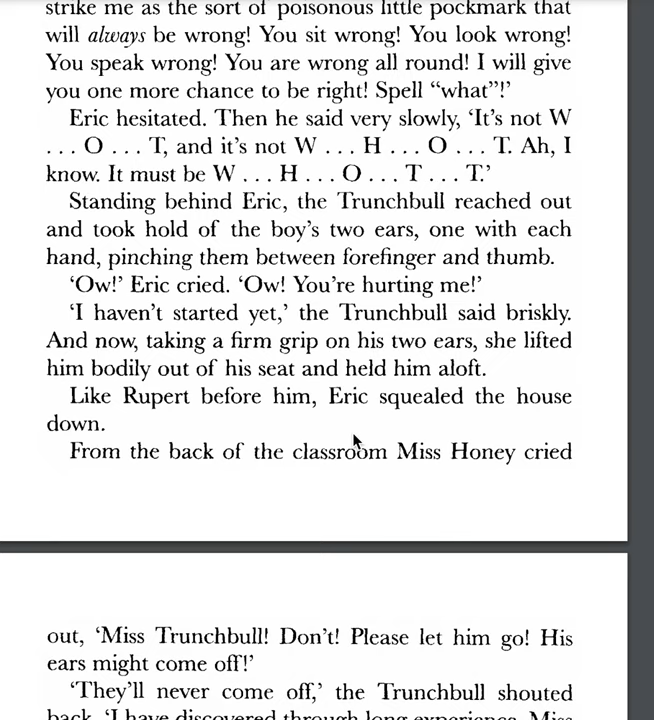 strike me as the sort of poisonous little pockmark that
will always be wrong! You sit wrong! You look wrong!
You speak wrong! You are wrong all round! I will give
you one more chance to be right! Spell “what”!’
Eric hesitated. Then he said very slowly, ‘It’s not W
. . . O . . . T, and it’s not W . . . H . . . O . . . T. Ah, I
know. It must be W . . . H . . . O . . . T . . . T.’
Standing behind Eric, the Trunchbull reached out
and took hold of the boy’s two ears, one with each
hand, pinching them between forefinger and thumb.
‘Ow!’ Eric cried. ‘Ow! You’re hurting me!’
‘I haven’t started yet,’ the Trunchbull said briskly.
And now, taking a firm grip on his two ears, she lifted
him bodily out of his seat and held him aloft.
Like Rupert before him, Eric squealed the house
down.
From the back of the classroom Miss Honey cried
out, ‘Miss Trunchbull! Don’t! Please let him go! His
ears might come off!’
‘They’ll never come off,’ the Trunchbull shouted
back. ‘I have discovered through long experience, Miss